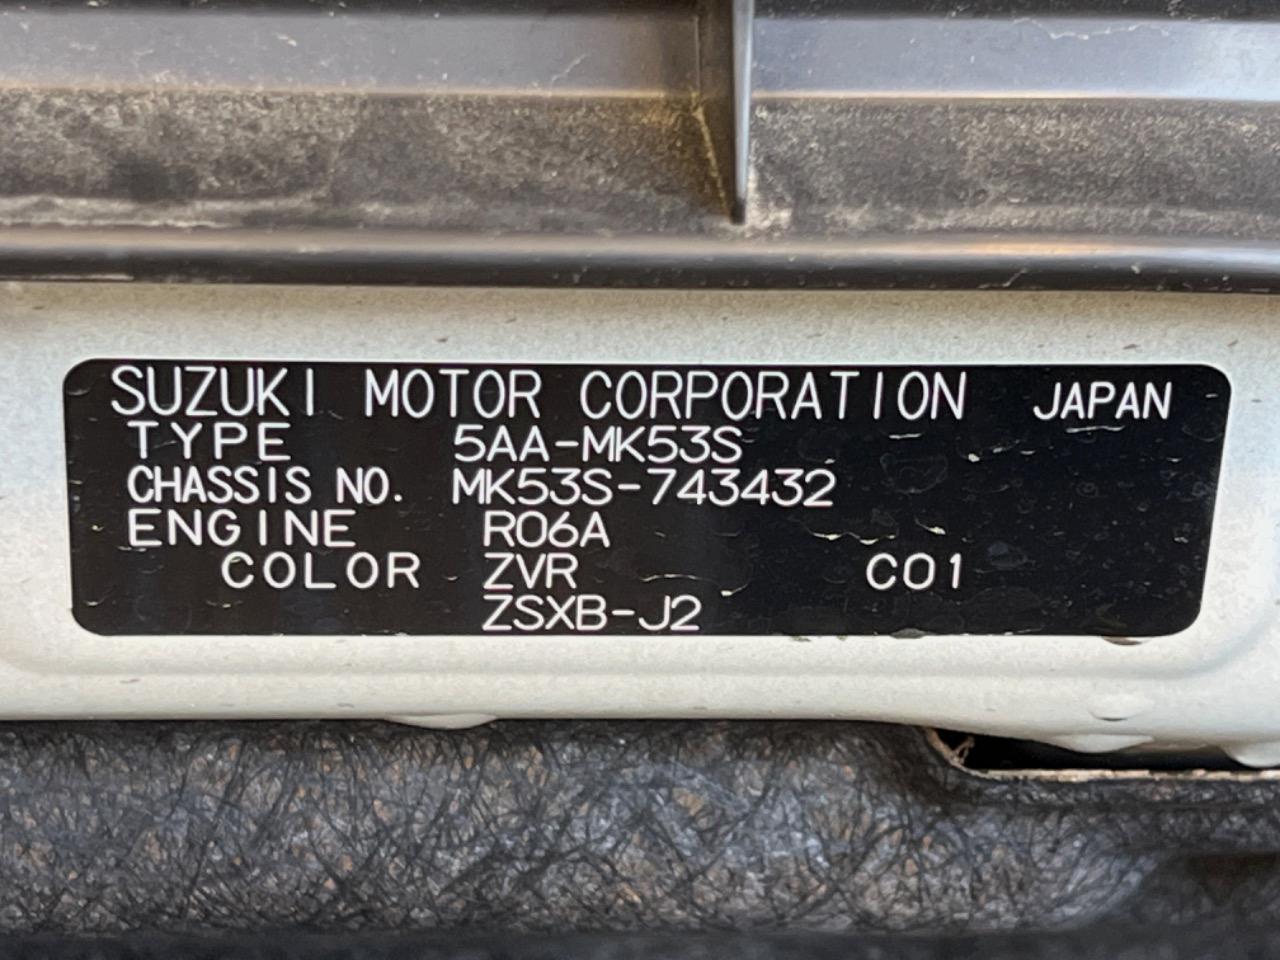 SUZUKI MOTOR CORPORATION JAPAN
TYPE 5AA-MK53S
CHASSIS NO. MK53S-743432
ENGINE R06A
COLOR ZVR C01
ZSXB-J2